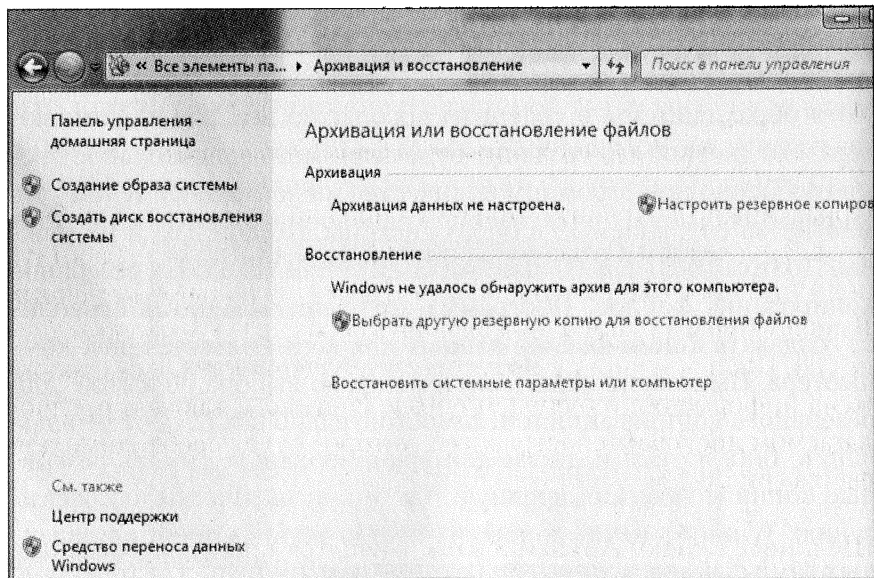 « Все элементы па... ▸ Архивация и восстановление
Поиск в панели управления
Панель управления -
домашняя страница
Создание образа системы
Создать диск восстановления
системы
См. также
Центр поддержки
Средство переноса данных
Windows
Архивация или восстановление файлов
Архивация
Архивация данных не настроена.
Настроить резервное копиров
Восстановление
Windows не удалось обнаружить архив для этого компьютера.
Выбрать другую резервную копию для восстановления файлов
Восстановить системные параметры или компьютер